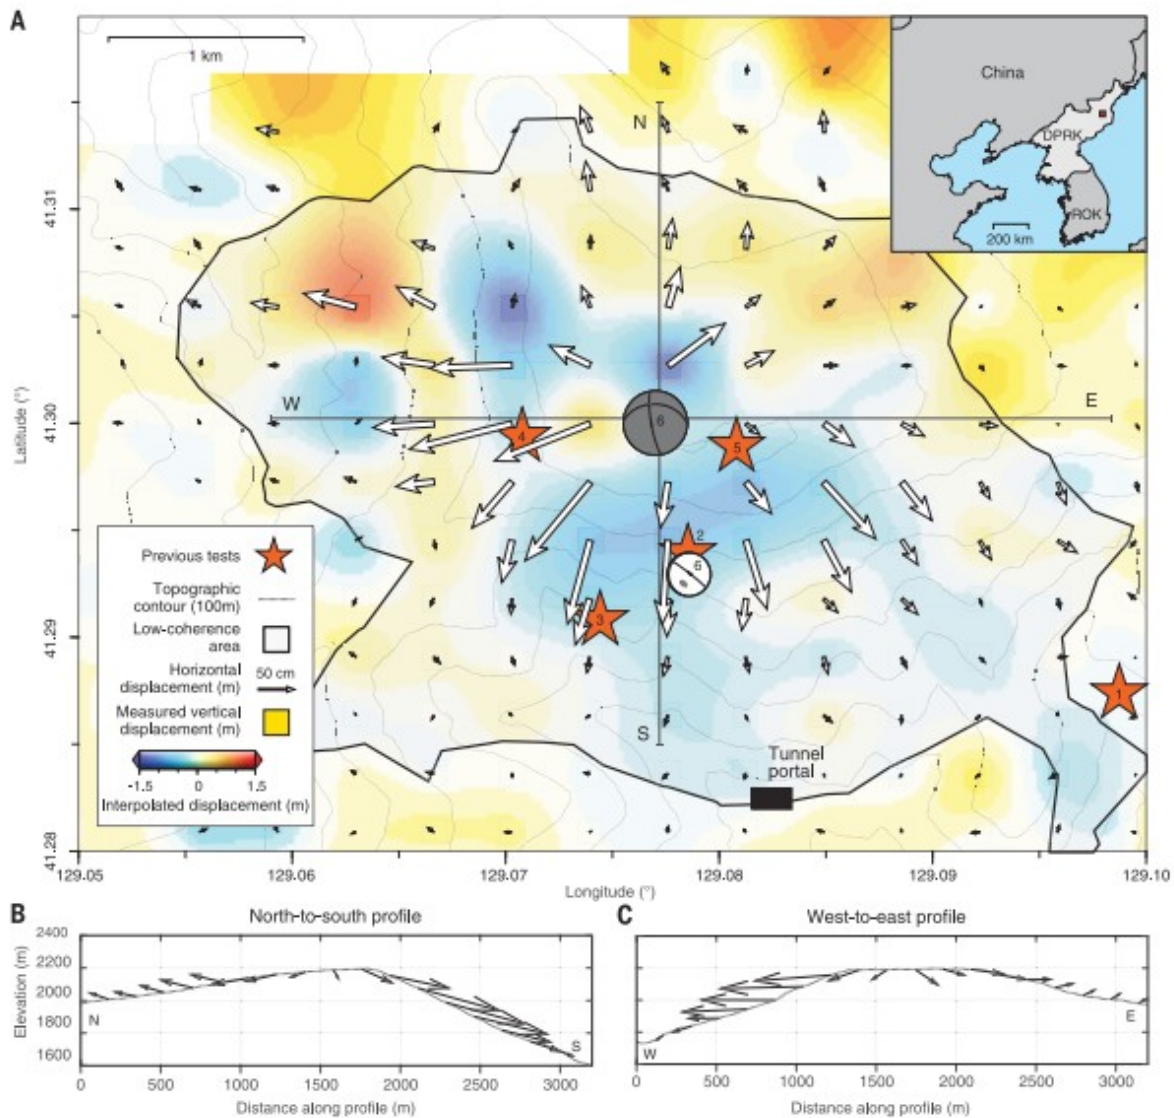 A
1 km
N
China
DPRK
ROK
200 km
41.31
W
E
6
41.30
4
5
Latitude (°)
2
6
3
41.29
1
Previous tests
Topographic
contour (100m)
Low-coherence
area
Horizontal
displacement (m)
50 cm
Measured vertical
displacement (m)
-1.5
0
1.5
Interpolated displacement (m)
S
Tunnel
portal
41.28
129.05
129.06
129.07
129.08
129.09
129.10
Longitude (°)
B
North-to-south profile
2400
2200
2000
1800
1600
Elevation (m)
N
S
0
500
1000
1500
2000
2500
3000
Distance along profile (m)
C
West-to-east profile
W
E
0
500
1000
1500
2000
2500
3000
Distance along profile (m)